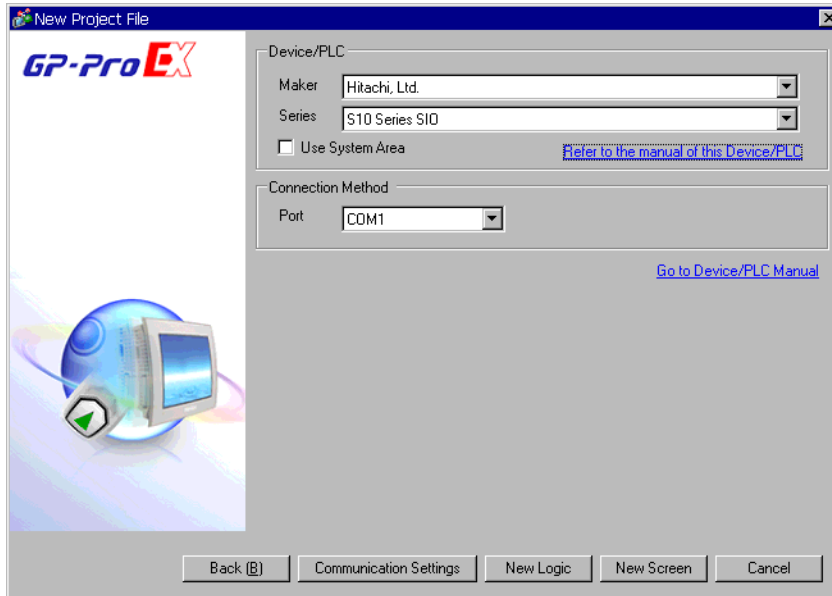 New Project File
GP-Pro EX
Device/PLC
Maker Hitachi, Ltd.
Series S10 Series SIO
Use System Area Refer to the manual of this Device/PLC
Connection Method
Port COM1
Go to Device/PLC Manual
Back (B) Communication Settings New Logic New Screen Cancel